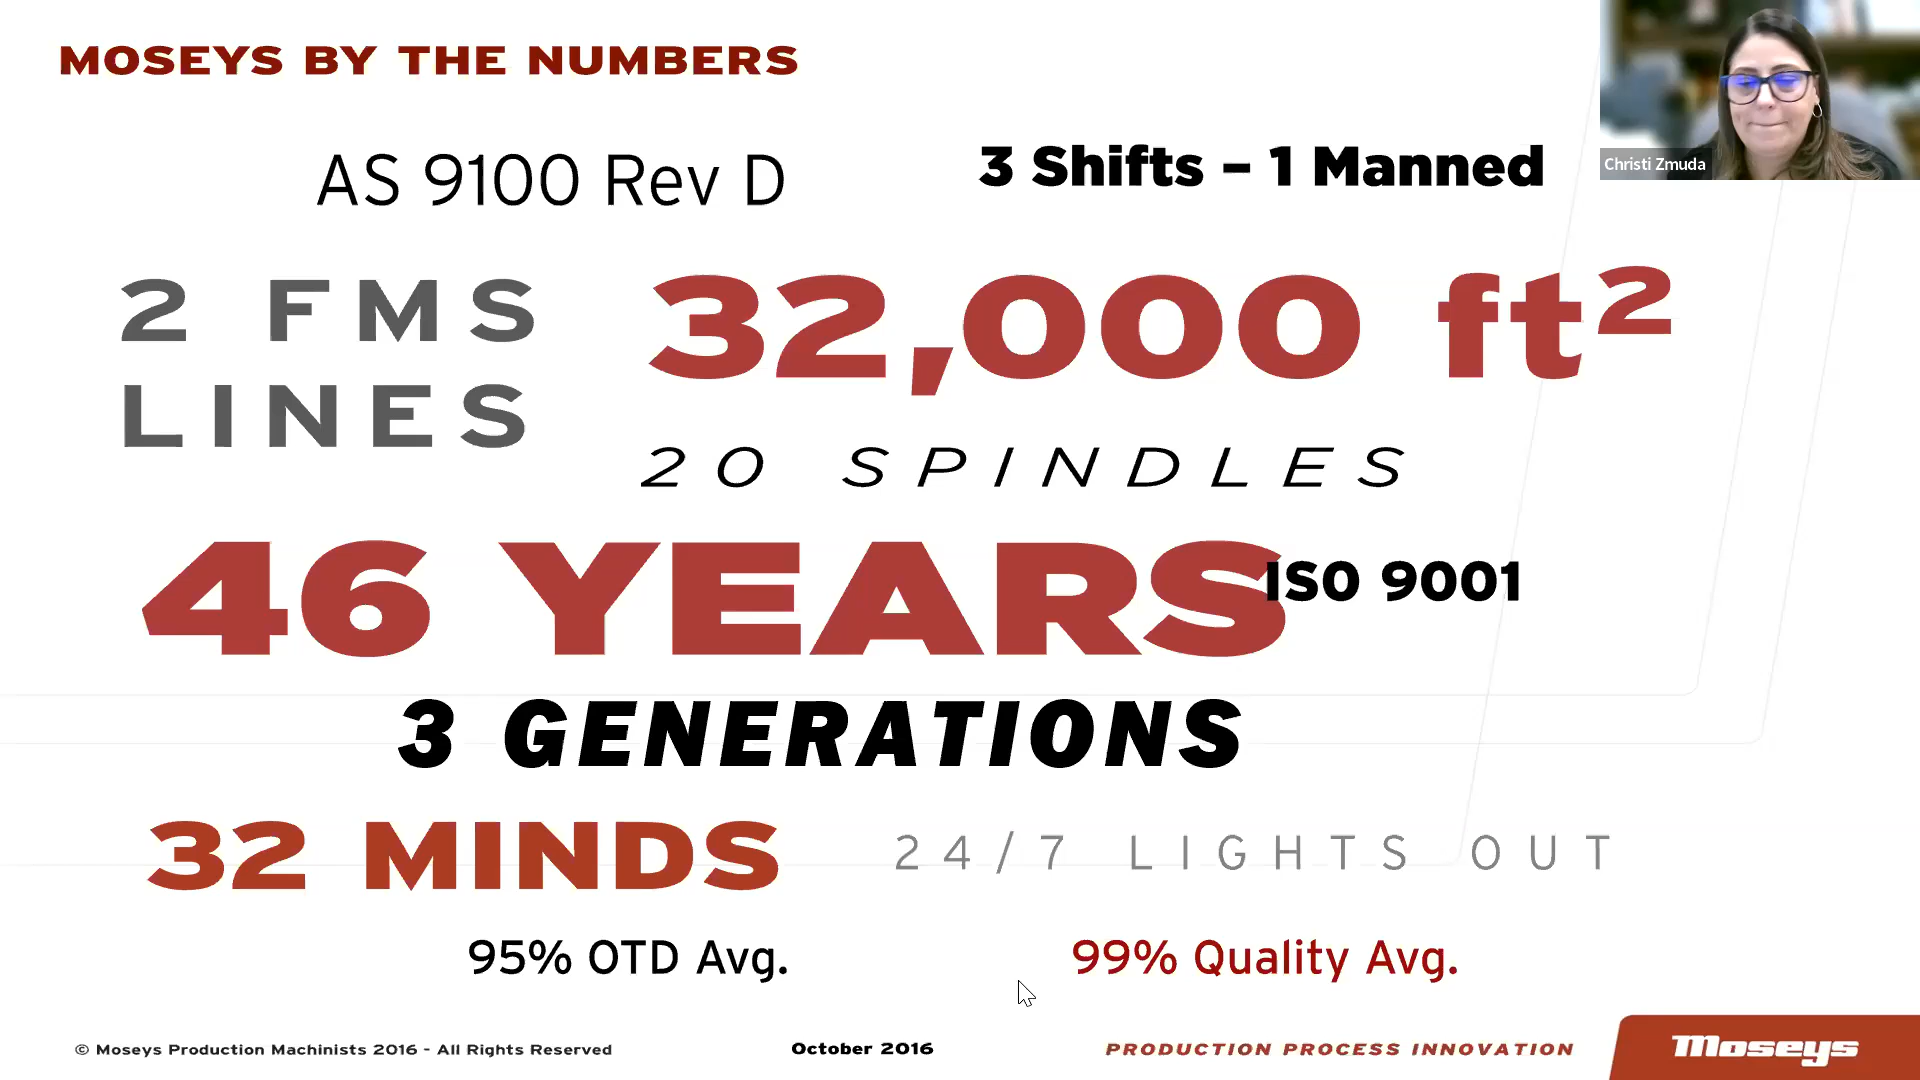 MOSEYS BY THE NUMBERS
Christi Zmuda
AS 9100 Rev D
3 Shifts – 1 Manned
2 FMS
LINES
32,000 ft²
20 SPINDLES
46 YEARS
ISO 9001
3 GENERATIONS
32 MINDS
24/7 LIGHTS OUT
95% OTD Avg.
99% Quality Avg.
© Moseys Production Machinists 2016 - All Rights Reserved
October 2016
PRODUCTION PROCESS INNOVATION
Moseys